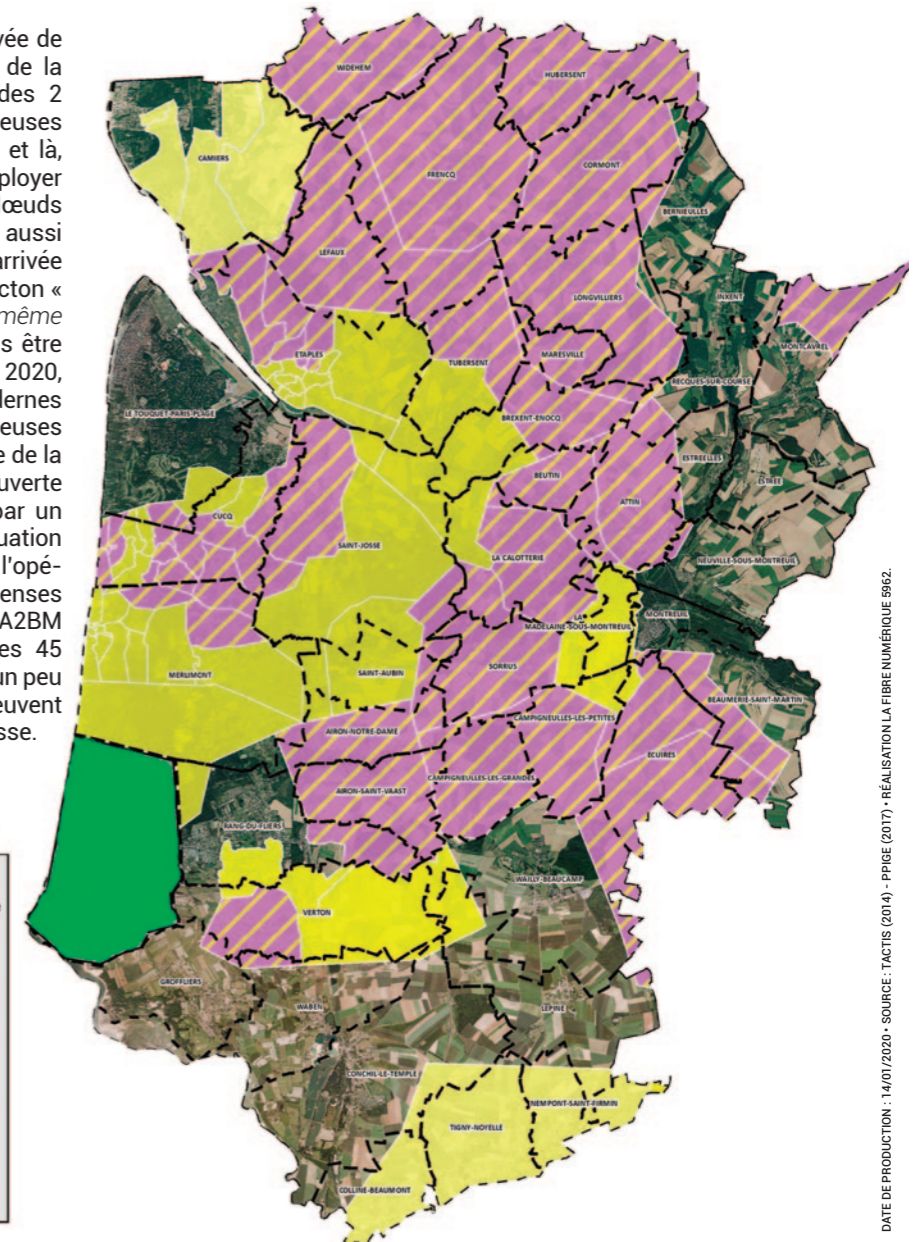 yée de
de la
des 2
euses
et là,
ployer
lœuds
aussi
arrivée
cton «
même
s être
2020,
lernes
euses
e de la
uverte
par un
uation
l'opé-
enses
A2BM
es 45
un peu
euvent
sse.
WIDEHEM
HUBERSENT
CAMIERS
FRENCQ
CORMONT
BERNIEULLES
LEFAUX
INXENT
LONGVILLIERS
MONTCAVREL
ETAPLES
MARESVILLE
TUBERSENT
RECQUES-SUR-COURSE
LE TOUQUET-PARIS-PLAGE
BREXENT-ENOCQ
ESTREELLES
BEUTIN
ESTREE
ATTIN
CUCQ
SAINT-JOSSE
LA CALOTTERIE
NEUVILLE-SOUS-MONTREUIL
MONTREUIL
LA
MADELAINE-SOUS-MONTREUIL
MERLIMONT
SAINT-AUBIN
SORRUS
BEAUMERIE-SAINT-MARTIN
CAMPIGNEULLES-LES-PETITES
AIRON-NOTRE-DAME
ECUIRES
CAMPIGNEULLES-LES-GRANDES
AIRON-SAINT-VAAST
RANG-DU-FLIERS
WAILLY-BEAUCAMP
VERTON
GROFFLIERS
WABEN
LEPINE
CONCHIL-LE-TEMPLE
NEMPONT-SAINT-FIRMIN
TIGNY-NOYELLE
COLLINE-BEAUMONT
DATE DE PRODUCTION : 14/01/2020 • SOURCE : TACTIS (2014) - PPIGE (2017) • RÉALISATION LA FIBRE NUMÉRIQUE 5962.